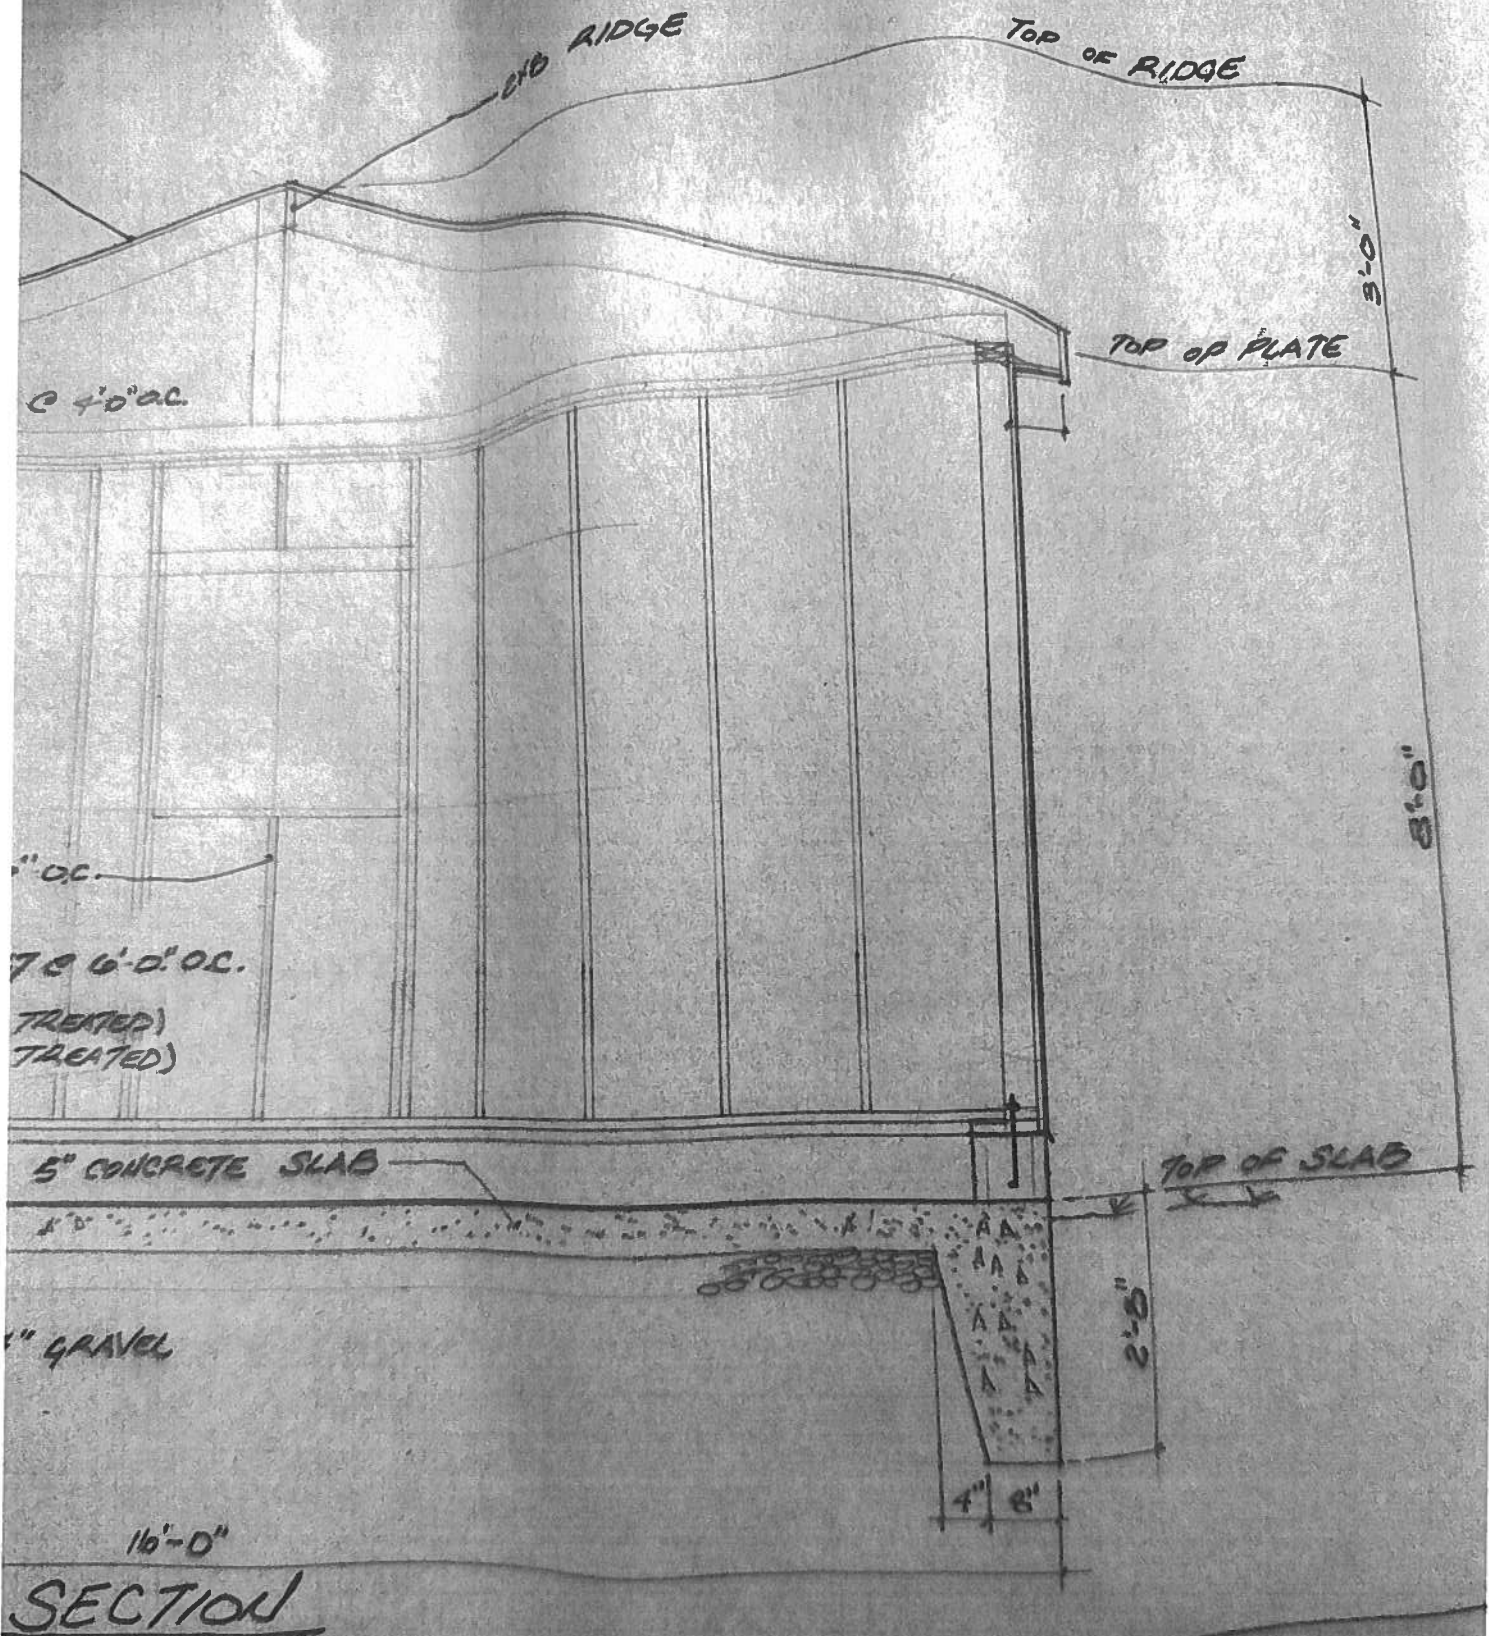 2x8 RIDGE
TOP OF RIDGE
3'-0"
TOP OF PLATE
@ 4'-0" O.C.
8'-0"
" O.C.
@ 6'-0" O.C.
TREATED)
TREATED)
5" CONCRETE SLAB
TOP OF SLAB
" GRAVEL
2'-8"
4"
8"
16'-0"
SECTION